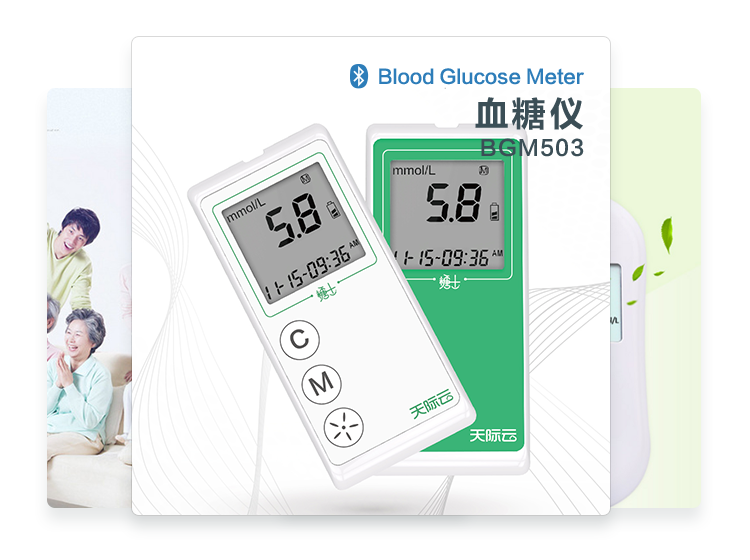 Blood Glucose Meter
血糖仪
BGM503
mmol/L
M
5.8
11-15-09:36 AM
C
M
天际云
mmol/L
M
5.8
11-15-09:36 AM
天际云